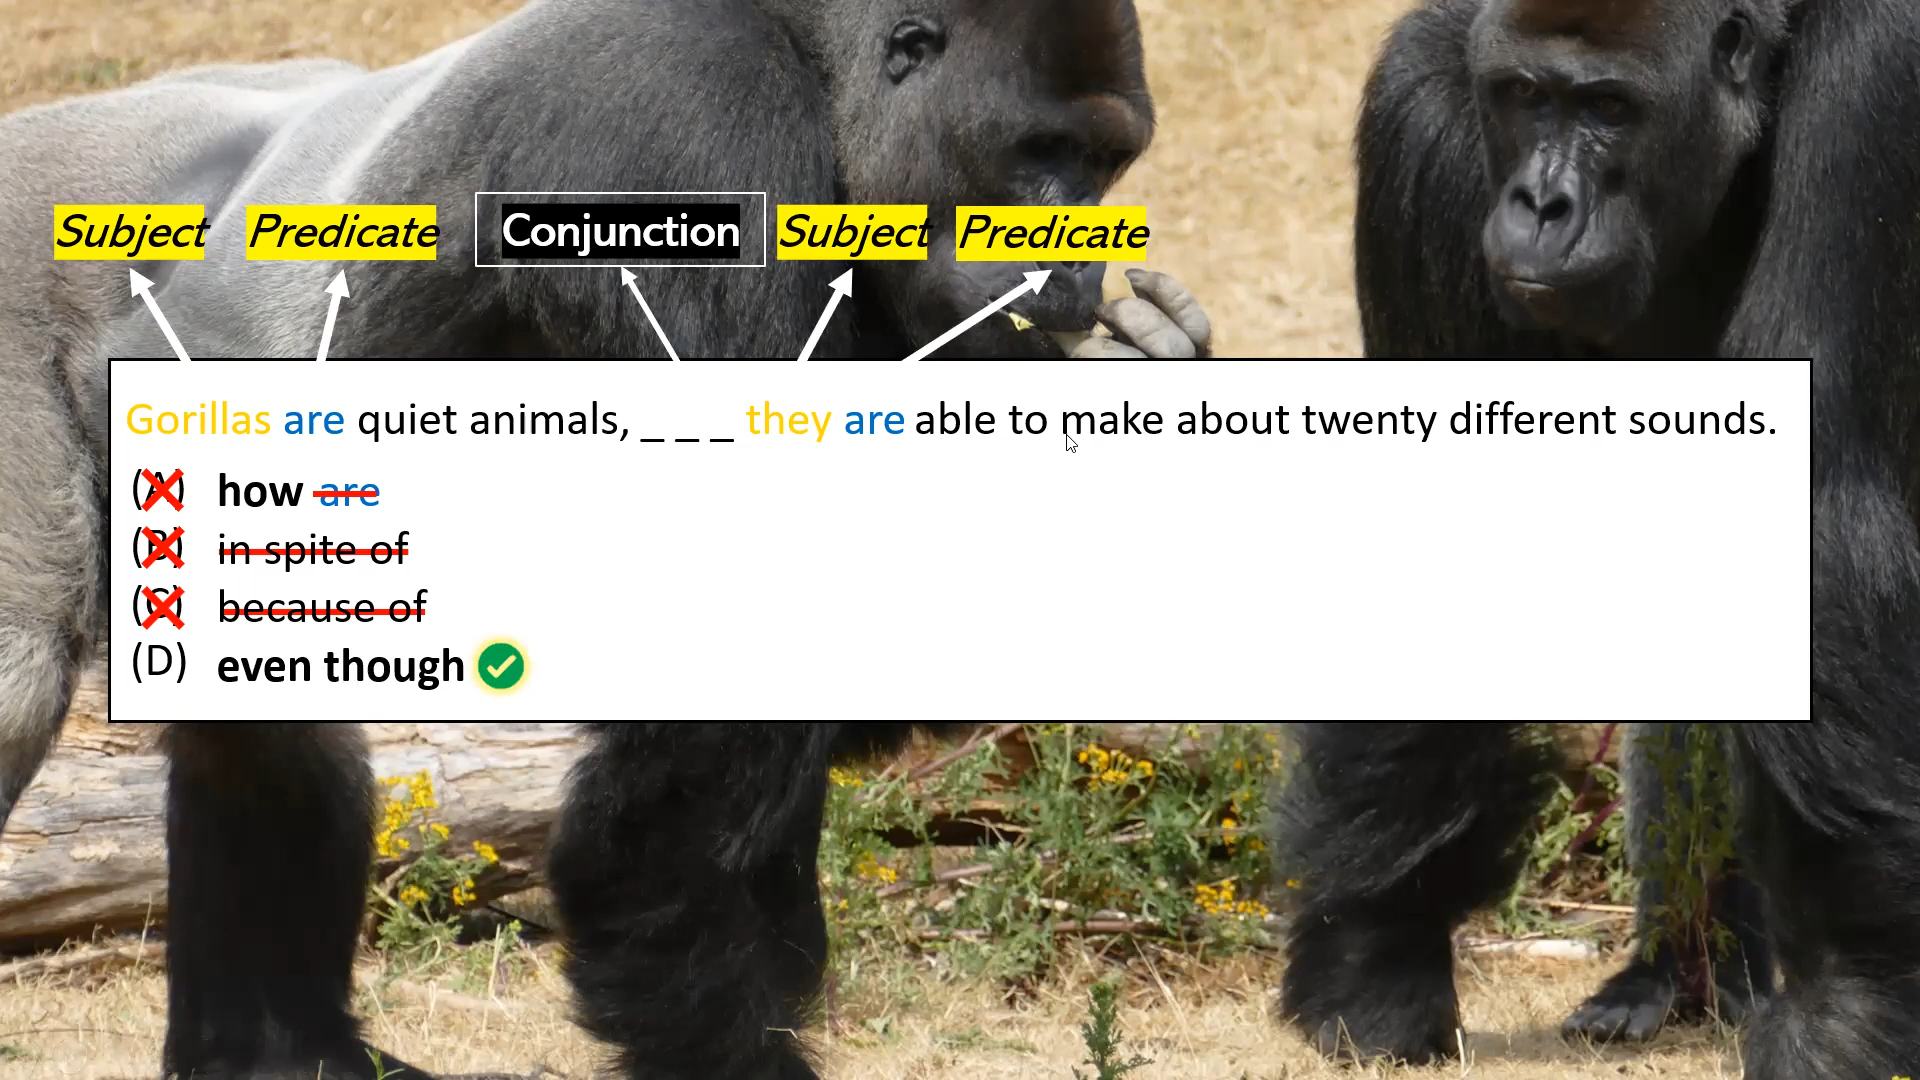 Subject Predicate Conjunction Subject Predicate
Gorillas are quiet animals, _ _ _ they are able to make about twenty different sounds.
(A) how are
(B) in spite of
(C) because of
(D) even though